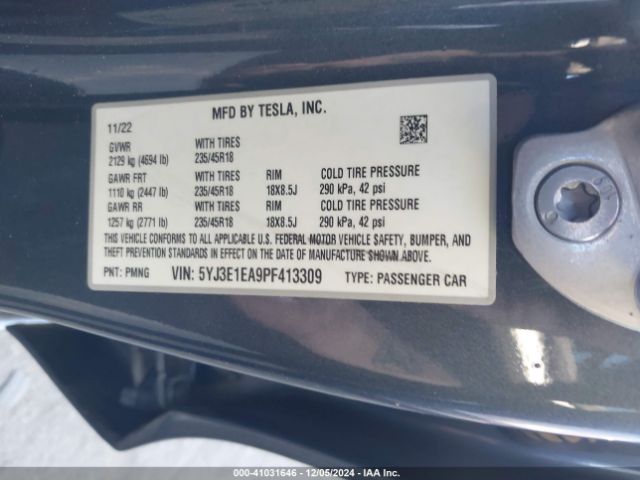 MFD BY TESLA, INC.
11/22
GVWR WITH TIRES
2129 kg (4694 lb) 235/45R18
GAWR FRT WITH TIRES RIM COLD TIRE PRESSURE
1110 kg (2447 lb) 235/45R18 18X8.5J 290 kPa, 42 psi
GAWR RR WITH TIRES RIM COLD TIRE PRESSURE
1257 kg (2771 lb) 235/45R18 18X8.5J 290 kPa, 42 psi
THIS VEHICLE CONFORMS TO ALL APPLICABLE U.S. FEDERAL MOTOR VEHICLE SAFETY, BUMPER, AND
THEFT PREVENTION STANDARDS IN EFFECT ON THE DATE OF MANUFACTURE SHOWN ABOVE.
PNT: PMNG VIN: 5YJ3E1EA9PF413309 TYPE: PASSENGER CAR
000-41031646 - 12/05/2024 - IAA Inc.